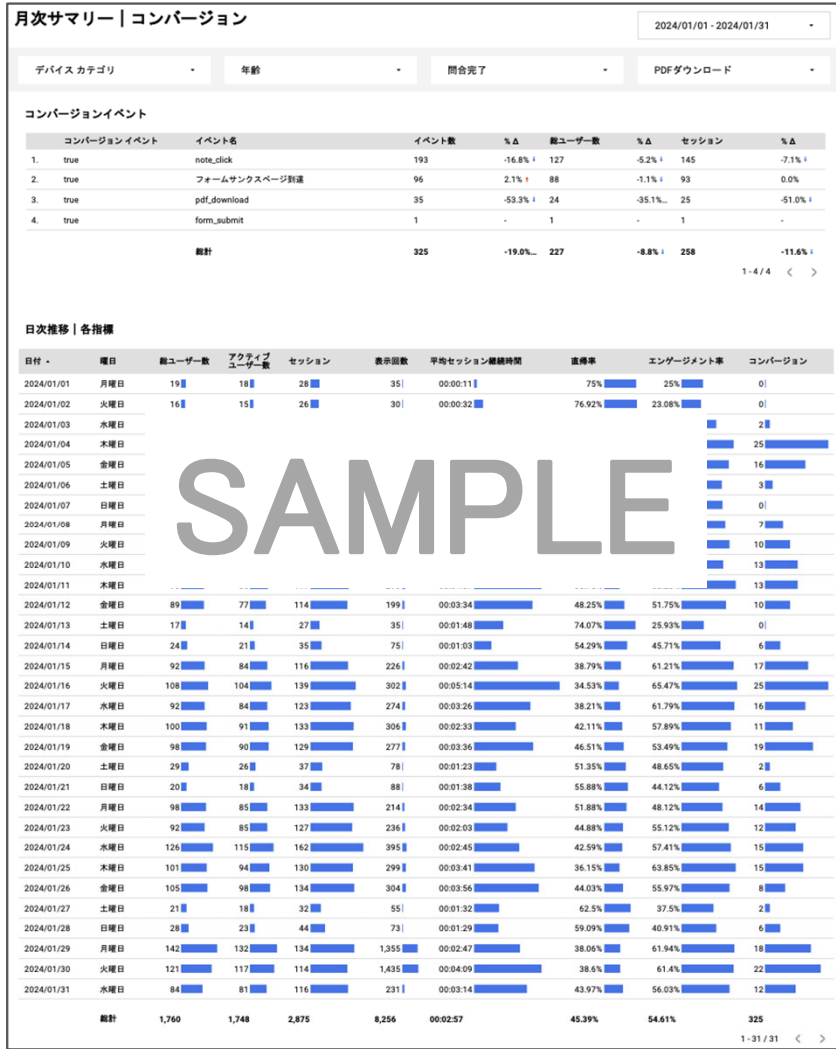 月次サマリー｜コンバージョン
2024/01/01 - 2024/01/31
デバイス カテゴリ 年齢 問合完了 PDFダウンロード
コンバージョンイベント
コンバージョン イベント イベント名 イベント数 % Δ 総ユーザー数 % Δ セッション % Δ
1. true note_click 193 -16.8% 127 -5.2% 145 -7.1%
2. true フォームサンクスページ到達 96 2.1% 88 -1.1% 93 0.0%
3. true pdf_download 35 -53.3% 24 -35.1%... 25 -51.0%
4. true form_submit 1 - 1 - 1 -
総計 325 -19.0%... 227 -8.8% 258 -11.6%
1 - 4 / 4
日次推移｜各指標
日付 曜日 総ユーザー数 アクティブユーザー数 セッション 表示回数 平均セッション継続時間 直帰率 エンゲージメント率 コンバージョン
2024/01/01 月曜日 19 18 28 35 00:00:11 75% 25% 0
2024/01/02 火曜日 16 15 26 30 00:00:32 76.92% 23.08% 0
2024/01/03 水曜日 2
2024/01/04 木曜日 25
2024/01/05 金曜日 16
2024/01/06 土曜日 3
2024/01/07 日曜日 0
2024/01/08 月曜日 7
2024/01/09 火曜日 10
2024/01/10 水曜日 13
2024/01/11 木曜日 13
SAMPLE
2024/01/12 金曜日 89 77 114 199 00:03:34 48.25% 51.75% 10
2024/01/13 土曜日 17 14 27 35 00:01:48 74.07% 25.93% 0
2024/01/14 日曜日 24 21 35 75 00:01:03 54.29% 45.71% 6
2024/01/15 月曜日 92 84 116 226 00:02:42 38.79% 61.21% 17
2024/01/16 火曜日 108 104 139 302 00:05:14 34.53% 65.47% 25
2024/01/17 水曜日 92 84 123 274 00:03:26 38.21% 61.79% 16
2024/01/18 木曜日 100 91 133 306 00:02:33 42.11% 57.89% 11
2024/01/19 金曜日 98 90 129 277 00:03:36 46.51% 53.49% 19
2024/01/20 土曜日 29 26 37 78 00:01:23 51.35% 48.65% 2
2024/01/21 日曜日 20 18 34 88 00:01:38 55.88% 44.12% 6
2024/01/22 月曜日 98 85 133 214 00:02:34 51.88% 48.12% 14
2024/01/23 火曜日 92 85 127 236 00:02:03 44.88% 55.12% 12
2024/01/24 水曜日 126 115 162 395 00:02:45 42.59% 57.41% 15
2024/01/25 木曜日 101 94 130 299 00:03:41 36.15% 63.85% 15
2024/01/26 金曜日 105 98 134 304 00:03:56 44.03% 55.97% 8
2024/01/27 土曜日 21 18 32 55 00:01:32 62.5% 37.5% 2
2024/01/28 日曜日 28 23 44 73 00:01:29 59.09% 40.91% 6
2024/01/29 月曜日 142 132 134 1,355 00:02:47 38.06% 61.94% 18
2024/01/30 火曜日 121 117 114 1,435 00:04:09 38.6% 61.4% 22
2024/01/31 水曜日 84 81 116 231 00:03:14 43.97% 56.03% 12
総計 1,760 1,748 2,875 8,256 00:02:57 45.39% 54.61% 325
1 - 31 / 31